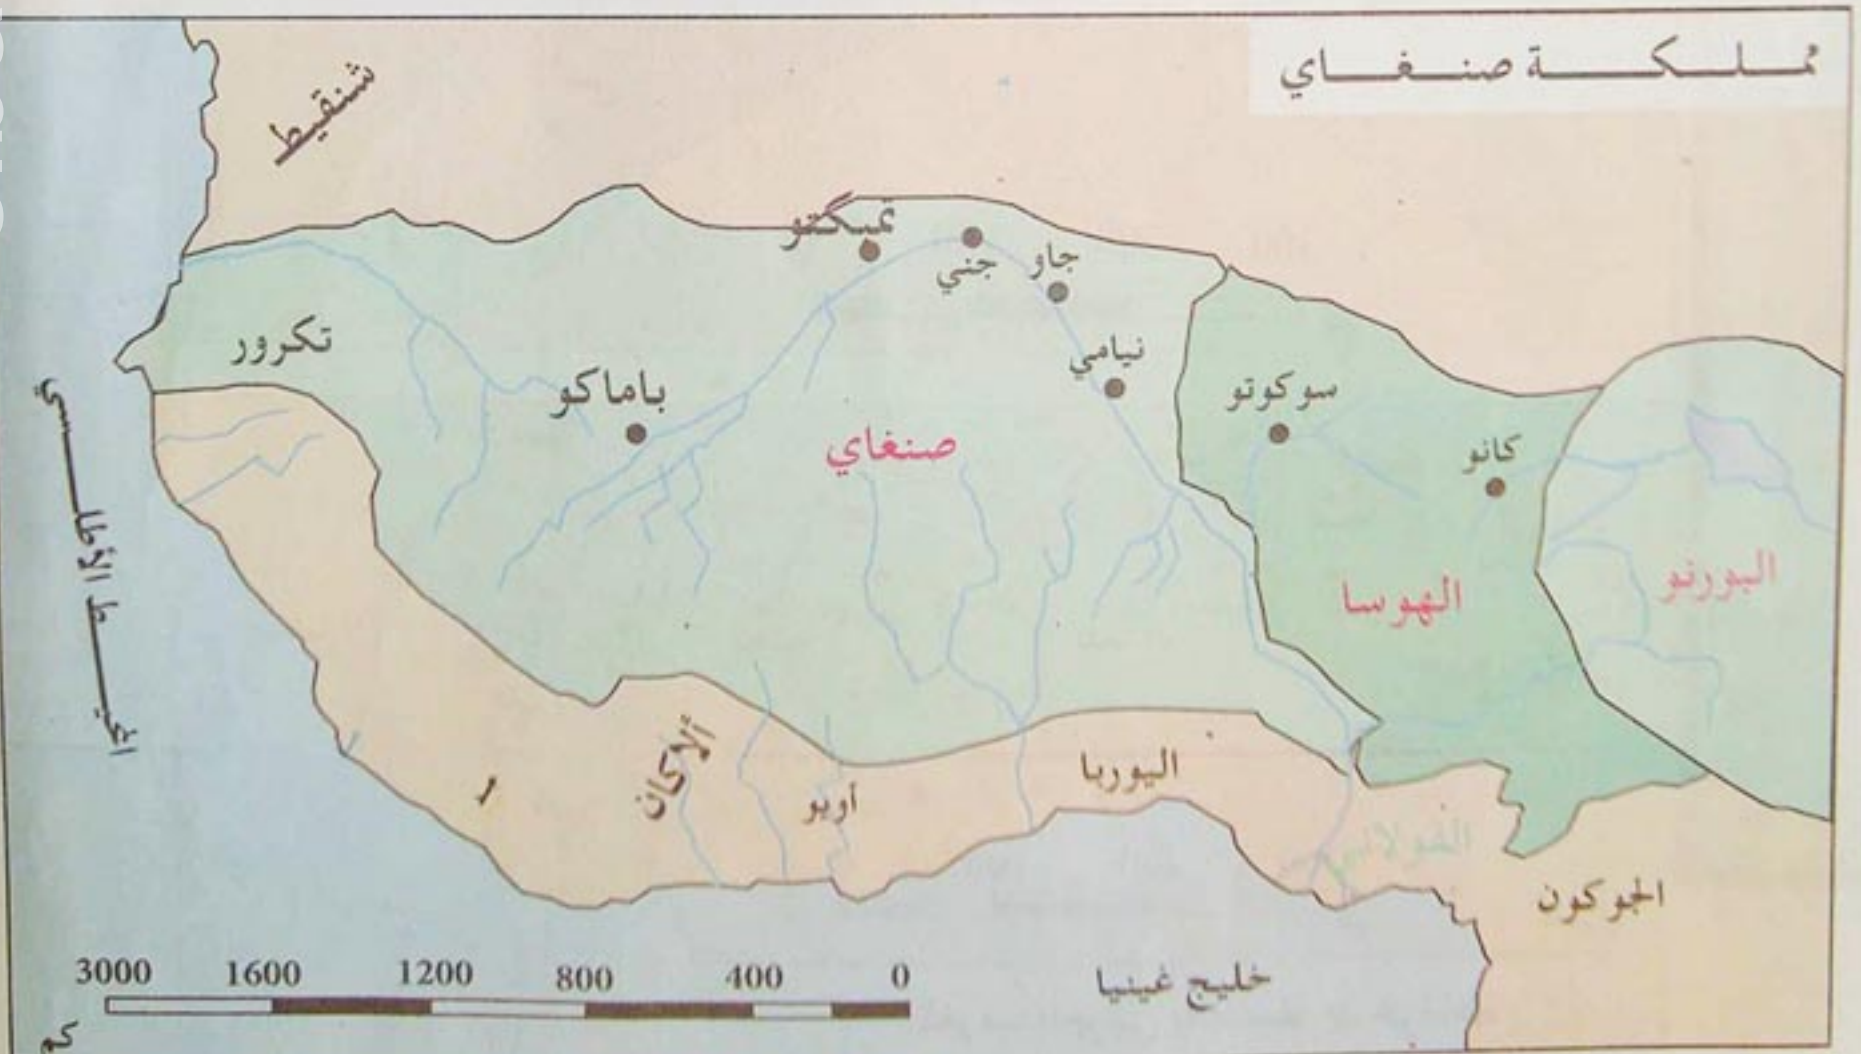 مملكة صنغاي
شنقيط
تمبكتو
جني
جاو
نيامي
تكرور
باماكو
صنغاي
سوكوتو
كانو
الهوسا
البورنو
المحيط الأطلسي
الأكان
أويو
اليوربا
الجوكون
خليج غينيا
3000 1600 1200 800 400 0
كم